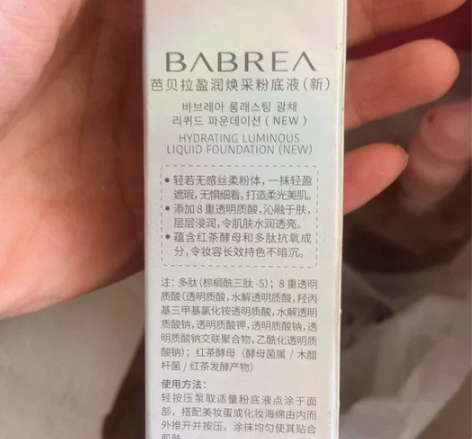 BABREA
芭贝拉盈润焕采粉底液(新)
바브레아 롱래스팅 광채
리퀴드 파운데이션 ( NEW )
HYDRATING LUMINOUS
LIQUID FOUNDATION (NEW)
• 轻若无感丝柔粉体，一抹轻盈
遮瑕，无惧细看，打造柔光美肌。
• 添加 8 重透明质酸，沁融于肤，
层层浸润，令肌肤水润透亮。
• 蕴含红茶酵母和多肽抗氧成
分，令妆容长效持色不暗沉。
注：多肽（棕榈酰三肽 -5）；8 重透明
质酸（透明质酸，水解透明质酸，羟丙
基三甲基氯化铵透明质酸，水解透明
质酸钠，透明质酸钾，透明质酸钠，透
明质酸钠交联聚合物，乙酰化透明质
酸钠）；红茶酵母（酵母菌属 / 木醋
杆菌 / 红茶发酵产物）
使用方法：
轻按压泵取适量粉底液点涂于面
部，搭配美妆蛋或化妆海绵由内而
外推开并按压，涂抹均匀使其贴合